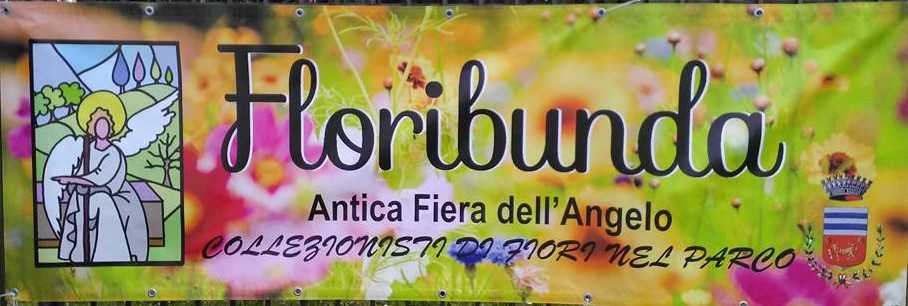 Floribunda
Antica Fiera dell'Angelo
COLLEZIONISTI DI FIORI NEL PARCO